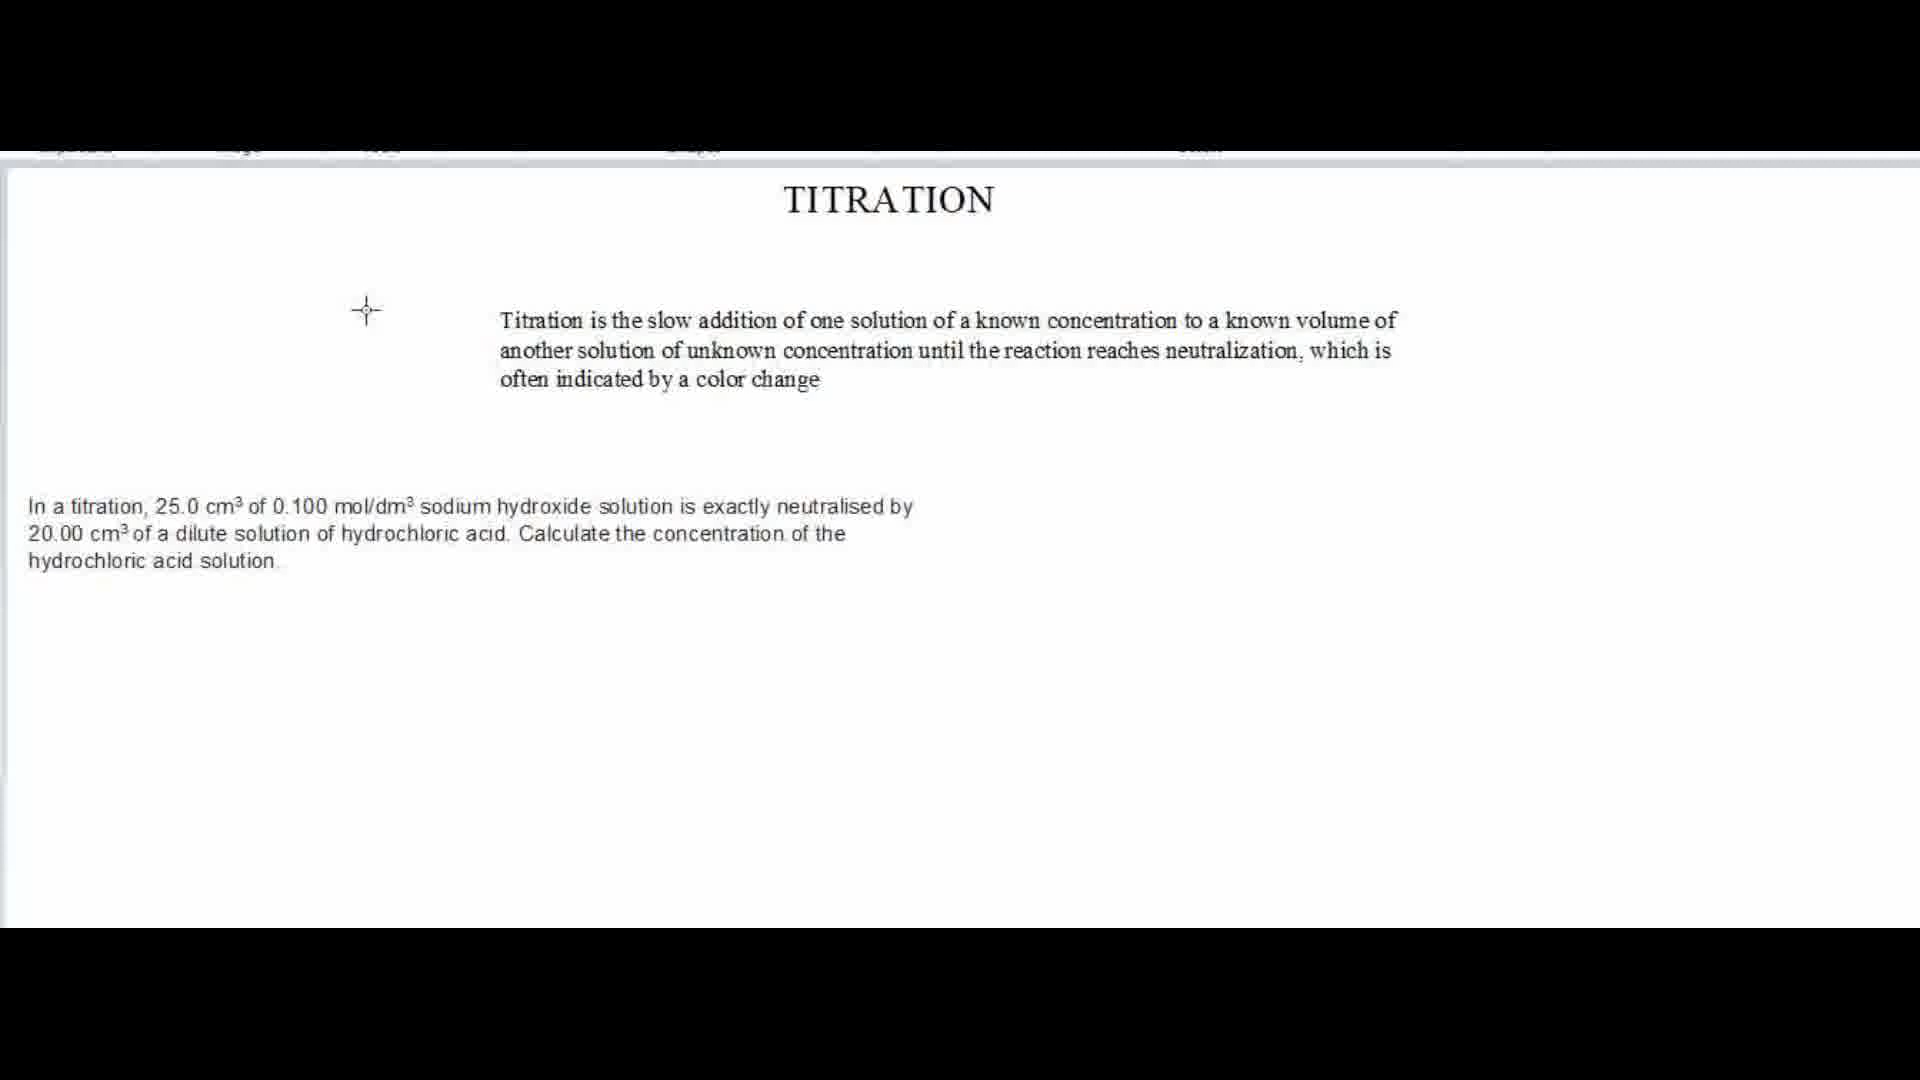 TITRATION
Titration is the slow addition of one solution of a known concentration to a known volume of
another solution of unknown concentration until the reaction reaches neutralization, which is
often indicated by a color change
In a titration, 25.0 cm³ of 0.100 mol/dm³ sodium hydroxide solution is exactly neutralised by
20.00 cm³ of a dilute solution of hydrochloric acid. Calculate the concentration of the
hydrochloric acid solution.